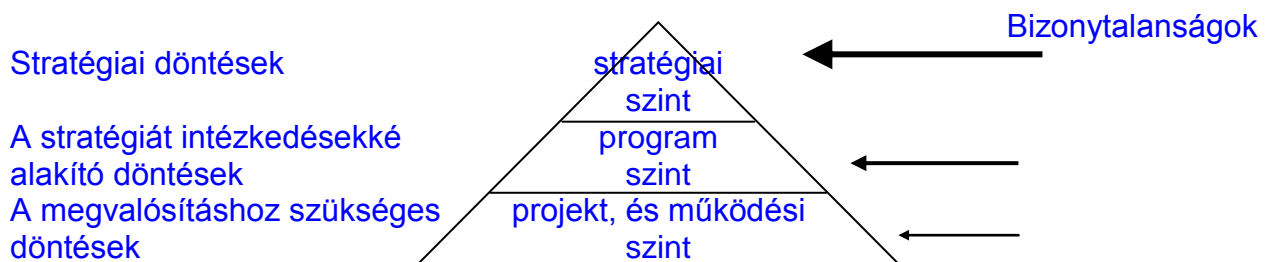 Bizonytalanságok
Stratégiai döntések
stratégiai
szint
A stratégiát intézkedésekké
alakító döntések
program
szint
A megvalósításhoz szükséges
döntések
projekt, és működési
szint